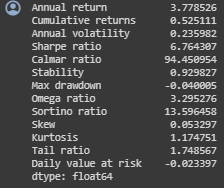 Annual return 3.778526
Cumulative returns 0.525111
Annual volatility 0.235982
Sharpe ratio 6.764307
Calmar ratio 94.450954
Stability 0.929827
Max drawdown -0.040005
Omega ratio 3.295276
Sortino ratio 13.596458
Skew 0.053297
Kurtosis 1.174751
Tail ratio 1.748567
Daily value at risk -0.023397
dtype: float64